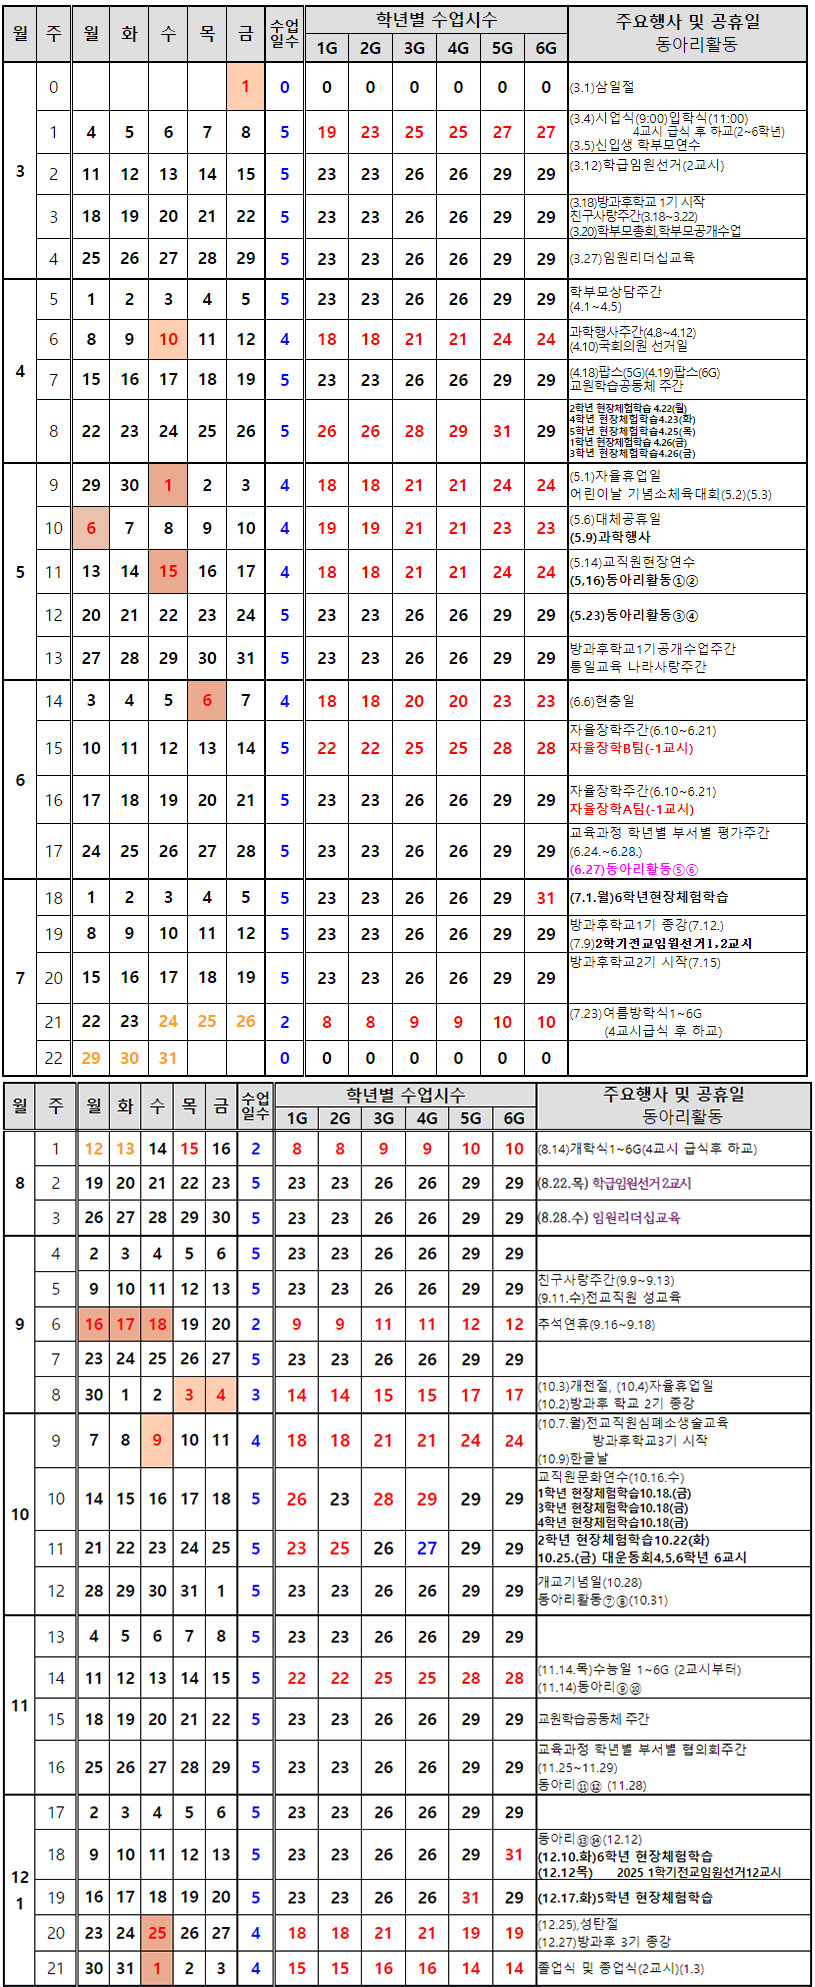 월 주 월 화 수 목 금 수업일수 학년별 수업시수 주요행사 및 공휴일
동아리활동
1G 2G 3G 4G 5G 6G
3
0 1 0 0 0 0 0 0 0 (3.1)삼일절
1 4 5 6 7 8 5 19 23 25 25 27 27 (3.4)시업식(9:00)입학식(11:00)
4교시 급식 후 하교(2~6학년)
(3.5)신입생 학부모연수
2 11 12 13 14 15 5 23 23 26 26 29 29 (3.12)학급임원선거(2교시)
3 18 19 20 21 22 5 23 23 26 26 29 29 (3.18)방과후학교 1기 시작
친구사랑주간(3.18~3.22)
(3.20)학부모총회,학부모공개수업
4 25 26 27 28 29 5 23 23 26 26 29 29 (3.27)임원리더십교육
4
5 1 2 3 4 5 5 23 23 26 26 29 29 학부모상담주간
(4.1~4.5)
6 8 9 10 11 12 4 18 18 21 21 24 24 과학행사주간(4.8~4.12)
(4.10)국회의원 선거일
7 15 16 17 18 19 5 23 23 26 26 29 29 (4.18)팝스(5G)(4.19)팝스(6G)
교원학습공동체 주간
8 22 23 24 25 26 5 26 26 28 29 31 29 2학년 현장체험학습 4.22(월)
4학년 현장체험학습4.23(화)
5학년 현장체험학습4.25(목)
1학년 현장체험학습4.26(금)
3학년 현장체험학습4.26(금)
5
9 29 30 1 2 3 4 18 18 21 21 24 24 (5.1)자율휴업일
어린이날 기념소체육대회(5.2)(5.3)
10 6 7 8 9 10 4 19 19 21 21 23 23 (5.6)대체공휴일
(5.9)과학행사
11 13 14 15 16 17 4 18 18 21 21 24 24 (5.14)교직원현장연수
(5,16)동아리활동①②
12 20 21 22 23 24 5 23 23 26 26 29 29 (5.23)동아리활동③④
13 27 28 29 30 31 5 23 23 26 26 29 29 방과후학교1기공개수업주간
통일교육 나라사랑주간
6
14 3 4 5 6 7 4 18 18 20 20 23 23 (6.6)현충일
15 10 11 12 13 14 5 22 22 25 25 28 28 자율장학주간(6.10~6.21)
자율장학B팀(-1교시)
16 17 18 19 20 21 5 23 23 26 26 29 29 자율장학주간(6.10~6.21)
자율장학A팀(-1교시)
17 24 25 26 27 28 5 23 23 26 26 29 29 교육과정 학년별 부서별 평가주간
(6.24.~6.28.)
(6.27)동아리활동⑤⑥
7
18 1 2 3 4 5 5 23 23 26 26 29 31 (7.1.월)6학년현장체험학습
19 8 9 10 11 12 5 23 23 26 26 29 29 방과후학교1기 종강(7.12.)
(7.9)2학기전교임원선거1,2교시
20 15 16 17 18 19 5 23 23 26 26 29 29 방과후학교2기 시작(7.15)
21 22 23 24 25 26 2 8 8 9 9 10 10 (7.23)여름방학식1~6G
(4교시급식 후 하교)
22 29 30 31 0 0 0 0 0 0 0
월 주 월 화 수 목 금 수업일수 학년별 수업시수 주요행사 및 공휴일
동아리활동
1G 2G 3G 4G 5G 6G
8
1 12 13 14 15 16 2 8 8 9 9 10 10 (8.14)개학식1~6G(4교시 급식후 하교)
2 19 20 21 22 23 5 23 23 26 26 29 29 (8.22.목) 학급임원선거2교시
3 26 27 28 29 30 5 23 23 26 26 29 29 (8.28.수) 임원리더십교육
9
4 2 3 4 5 6 5 23 23 26 26 29 29
5 9 10 11 12 13 5 23 23 26 26 29 29 친구사랑주간(9.9~9.13)
(9.11.수)전교직원 성교육
6 16 17 18 19 20 2 9 9 11 11 12 12 추석연휴(9.16~9.18)
7 23 24 25 26 27 5 23 23 26 26 29 29
8 30 1 2 3 4 3 14 14 15 15 17 17 (10.3)개천절, (10.4)자율휴업일
(10.2)방과후 학교 2기 종강
10
9 7 8 9 10 11 4 18 18 21 21 24 24 (10.7.월)전교직원심폐소생술교육
방과후학교3기 시작
(10.9)한글날
10 14 15 16 17 18 5 26 23 28 29 29 29 교직원문화연수(10.16.수)
1학년 현장체험학습10.18.(금)
3학년 현장체험학습10.18(금)
4학년 현장체험학습10.18(금)
11 21 22 23 24 25 5 23 25 26 27 29 29 2학년 현장체험학습10.22(화)
10.25.(금) 대운동회4,5,6학년 6교시
12 28 29 30 31 1 5 23 23 26 26 29 29 개교기념일(10.28)
동아리활동⑦⑧(10.31)
11
13 4 5 6 7 8 5 23 23 26 26 29 29
14 11 12 13 14 15 5 22 22 25 25 28 28 (11.14.목)수능일 1~6G (2교시부터)
(11.14)동아리⑨⑩
15 18 19 20 21 22 5 23 23 26 26 29 29 교원학습공동체 주간
16 25 26 27 28 29 5 23 23 26 26 29 29 교육과정 학년별 부서별 협의회주간
(11.25~11.29)
동아리⑪⑫ (11.28)
12
1
17 2 3 4 5 6 5 23 23 26 26 29 29
18 9 10 11 12 13 5 23 23 26 26 29 31 동아리⑬⑭(12.12)
(12.10.화)6학년 현장체험학습
(12.12목) 2025 1학기전교임원선거12교시
19 16 17 18 19 20 5 23 23 26 26 31 29 (12.17.화)5학년 현장체험학습
20 23 24 25 26 27 4 18 18 21 21 19 19 (12.25),성탄절
(12.27)방과후 3기 종강
21 30 31 1 2 3 4 15 15 16 16 14 14 졸업식 및 종업식(2교시)(1.3)